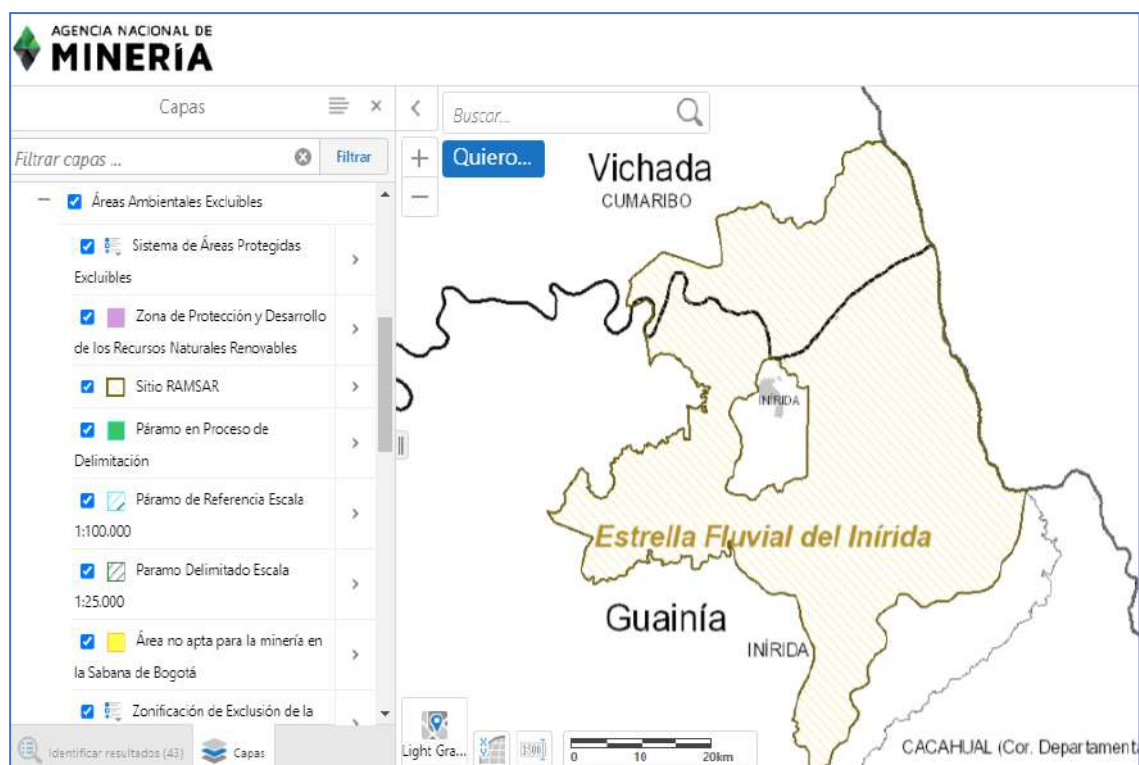 AGENCIA NACIONAL DE
MINERÍA
Capas
Filtrar capas ...
Filtrar
Áreas Ambientales Excluibles
Sistema de Áreas Protegidas
Excluibles
Zona de Protección y Desarrollo
de los Recursos Naturales Renovables
Sitio RAMSAR
Páramo en Proceso de
Delimitación
Páramo de Referencia Escala
1:100.000
Paramo Delimitado Escala
1:25.000
Área no apta para la minería en
la Sabana de Bogotá
Zonificación de Exclusión de la
Identificar resultados (43)
Capas
Buscar...
Quiero...
Vichada
CUMARIBO
INÍRIDA
Estrella Fluvial del Inírida
Guainía
INÍRIDA
CACAHUAL (Cor. Departamenta
Light Gra...
0 10 20km